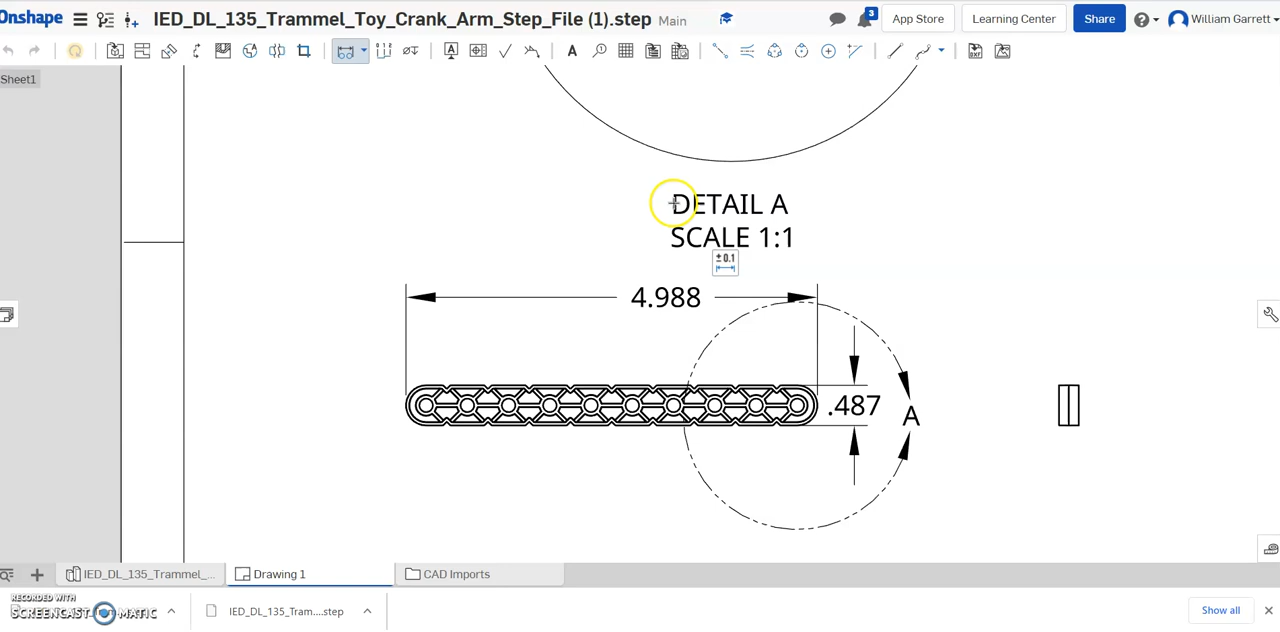 Onshape IED_DL_135_Trammel_Toy_Crank_Arm_Step_File (1).step Main 3 App Store Learning Center Share William Garrett
Sheet1
DETAIL A
SCALE 1:1
±0.1
4.988
.487
A
IED_DL_135_Trammel_... Drawing 1 CAD Imports
RECORDED WITH
SCREENCAST-O-MATIC
IED_DL_135_Tram....step Show all